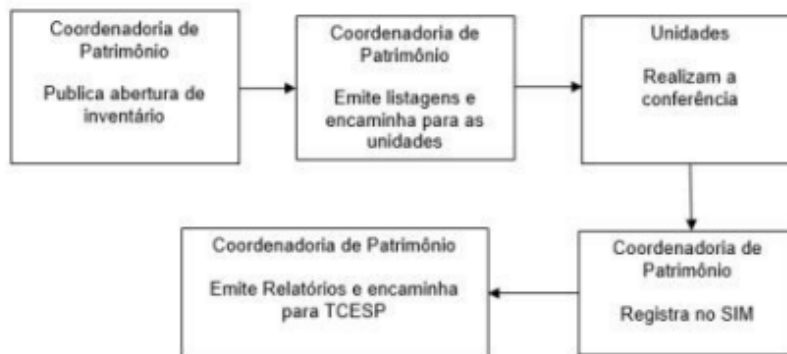 Coordenadoria de
Patrimônio
Publica abertura de
inventário
Coordenadoria de
Patrimônio
Emite listagens e
encaminha para as
unidades
Unidades
Realizam a
conferência
Coordenadoria de
Patrimônio
Registra no SIM
Coordenadoria de Patrimônio
Emite Relatórios e encaminha
para TCESP